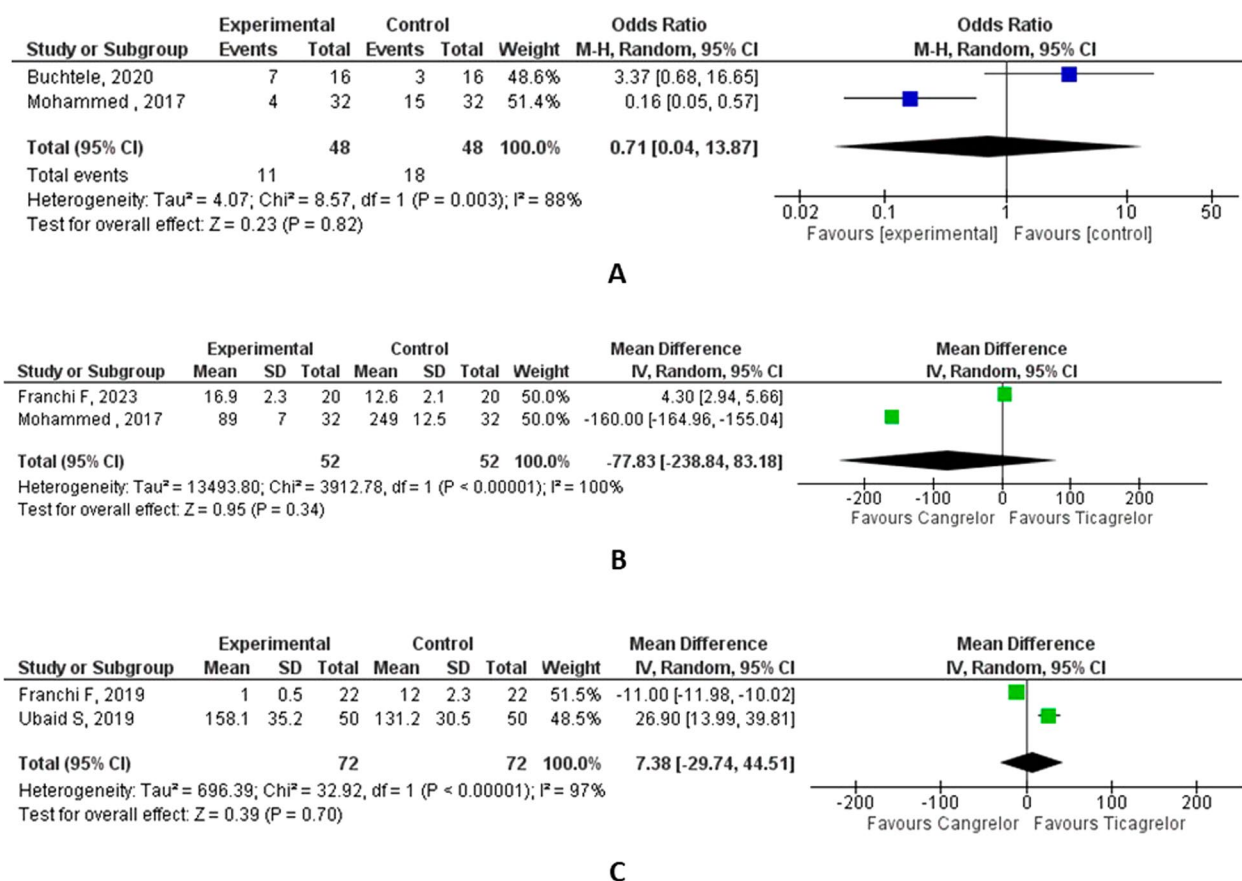 Experimental Control Odds Ratio Odds Ratio
Study or Subgroup Events Total Events Total Weight M-H, Random, 95% CI M-H, Random, 95% CI
Buchtele, 2020 7 16 3 16 48.6% 3.37 [0.68, 16.65]
Mohammed , 2017 4 32 15 32 51.4% 0.16 [0.05, 0.57]
Total (95% CI) 48 48 100.0% 0.71 [0.04, 13.87]
Total events 11 18
Heterogeneity: Tau² = 4.07; Chi² = 8.57, df = 1 (P = 0.003); I² = 88%
Test for overall effect: Z = 0.23 (P = 0.82)
0.02 0.1 1 10 50
Favours [experimental] Favours [control]
A
Experimental Control Mean Difference Mean Difference
Study or Subgroup Mean SD Total Mean SD Total Weight IV, Random, 95% CI IV, Random, 95% CI
Franchi F, 2023 16.9 2.3 20 12.6 2.1 20 50.0% 4.30 [2.94, 5.66]
Mohammed , 2017 89 7 32 249 12.5 32 50.0% -160.00 [-164.96, -155.04]
Total (95% CI) 52 52 100.0% -77.83 [-238.84, 83.18]
Heterogeneity: Tau² = 13493.80; Chi² = 3912.78, df = 1 (P < 0.00001); I² = 100%
Test for overall effect: Z = 0.95 (P = 0.34)
-200 -100 0 100 200
Favours Cangrelor Favours Ticagrelor
B
Experimental Control Mean Difference Mean Difference
Study or Subgroup Mean SD Total Mean SD Total Weight IV, Random, 95% CI IV, Random, 95% CI
Franchi F, 2019 1 0.5 22 12 2.3 22 51.5% -11.00 [-11.98, -10.02]
Ubaid S, 2019 158.1 35.2 50 131.2 30.5 50 48.5% 26.90 [13.99, 39.81]
Total (95% CI) 72 72 100.0% 7.38 [-29.74, 44.51]
Heterogeneity: Tau² = 696.39; Chi² = 32.92, df = 1 (P < 0.00001); I² = 97%
Test for overall effect: Z = 0.39 (P = 0.70)
-200 -100 0 100 200
Favours Cangrelor Favours Ticagrelor
C